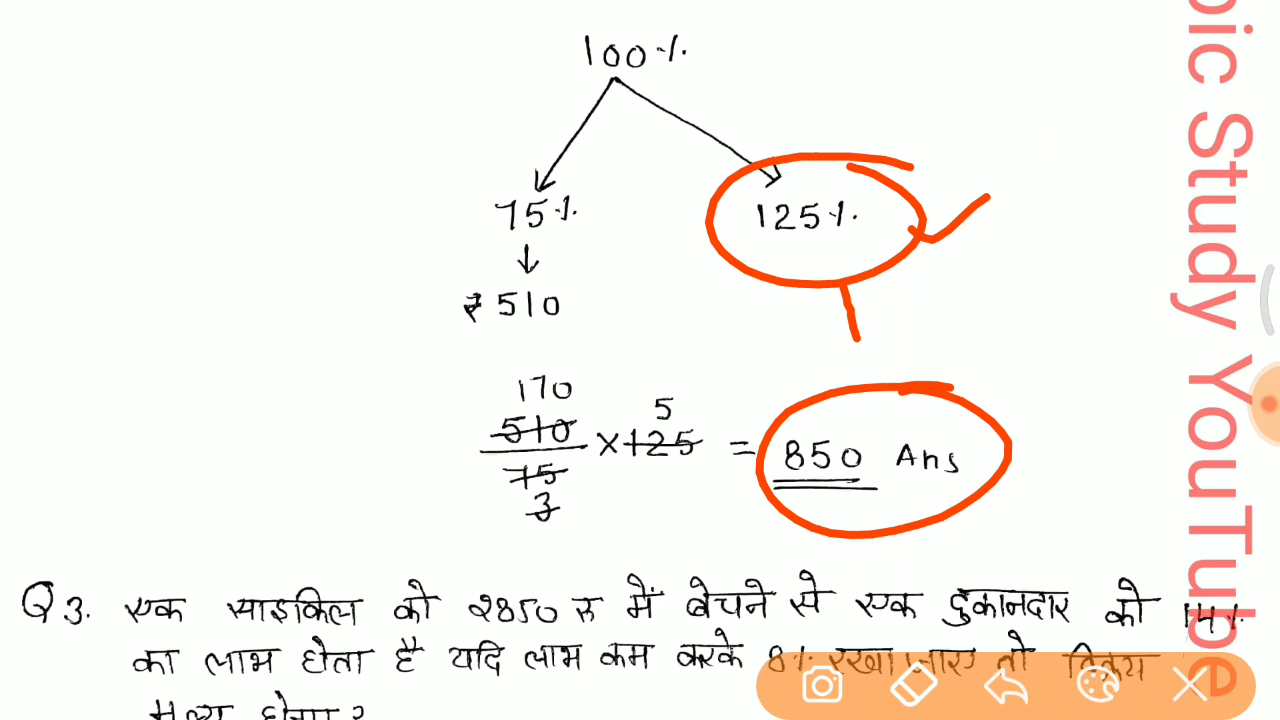 100%
75% 125%
↓
₹ 510
170
510 5
× 125 = 850 Ans
75
3
Q3. एक साइकिल को 2850 रु में बेचने से एक दुकानदार को 14%
का लाभ होता है यदि लाभ कम करके 8% रखा जाए तो विक्रय
मूल्य होगा?
pic Study YouTube